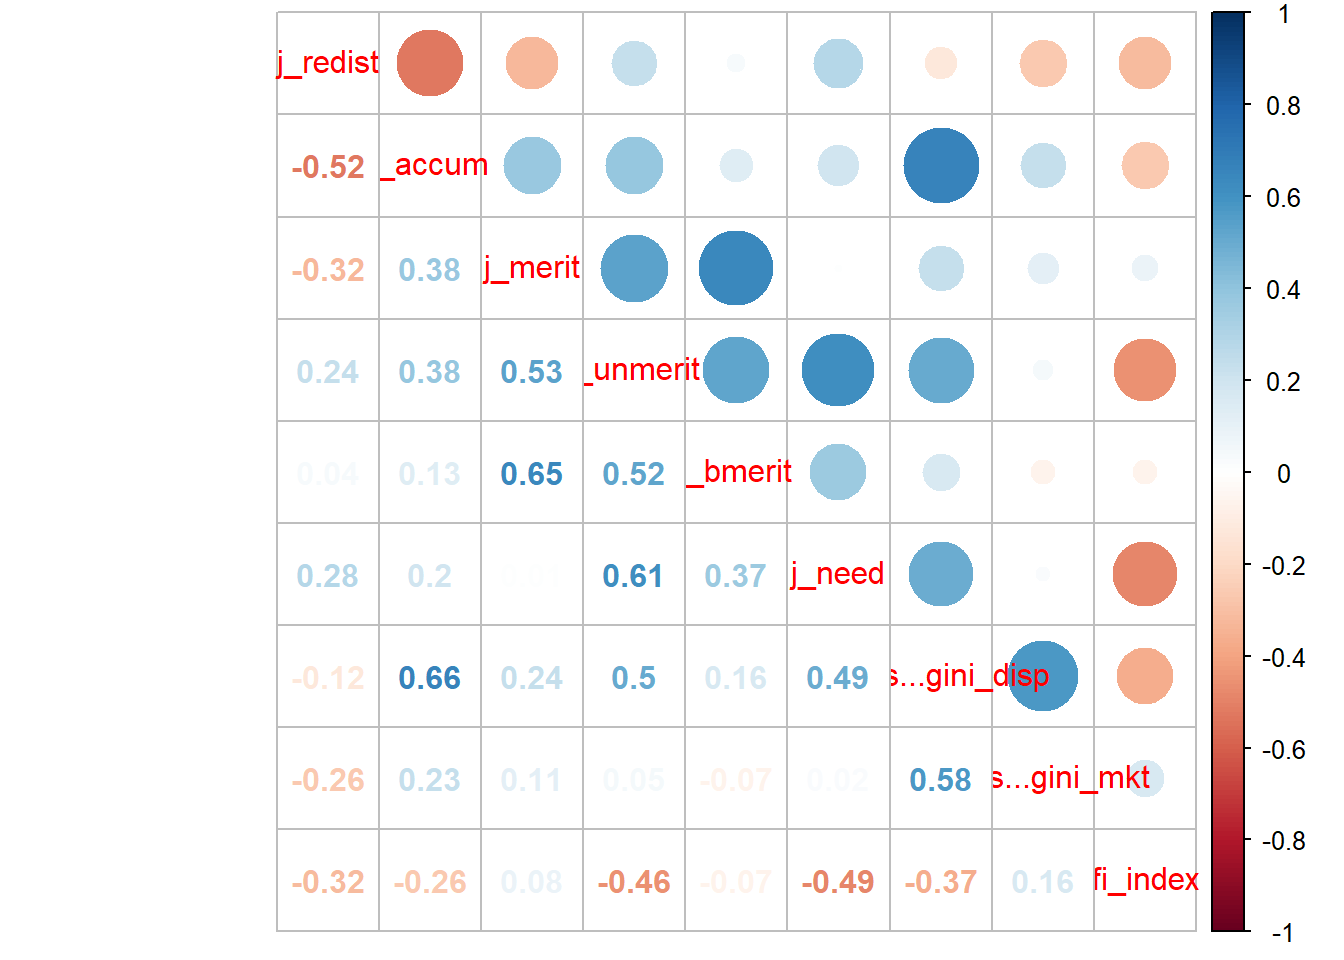 j_redist
-0.52 _accum
-0.32 0.38 j_merit
0.24 0.38 0.53 _unmerit
0.04 0.13 0.65 0.52 _bmerit
0.28 0.2 0.61 0.37 j_need
-0.12 0.66 0.24 0.5 0.16 0.49 s...gini_disp
-0.26 0.23 0.11 0.05 -0.07 0.02 0.58 s...gini_mkt
-0.32 -0.26 0.08 -0.46 -0.07 -0.49 -0.37 0.16 fi_index
1
0.8
0.6
0.4
0.2
0
-0.2
-0.4
-0.6
-0.8
-1